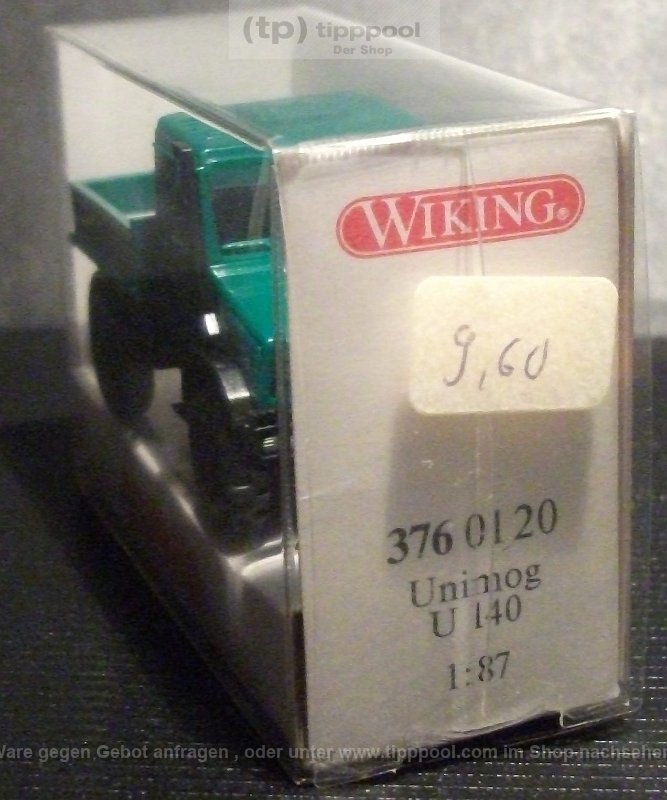 (tp) tipppool
Der Shop
WIKING®
9,60
376 01 20
Unimog
U 140
1:87
Ware gegen Gebot anfragen , oder unter www.tipppool.com im Shop nachsehen